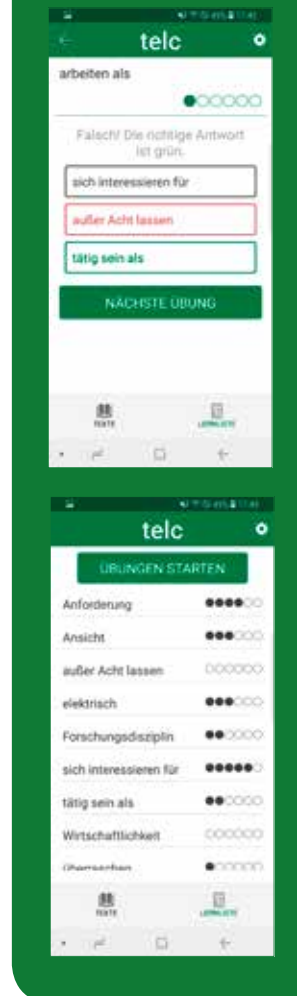 telc
arbeiten als
Falsch! Die richtige Antwort
ist grün.
sich interessieren für
außer Acht lassen
tätig sein als
NÄCHSTE ÜBUNG
TEXTE
LERNLISTE
telc
ÜBUNGEN STARTEN
Anforderung
Ansicht
außer Acht lassen
elektrisch
Forschungsdisziplin
sich interessieren für
tätig sein als
Wirtschaftlichkeit
TEXTE
LERNLISTE